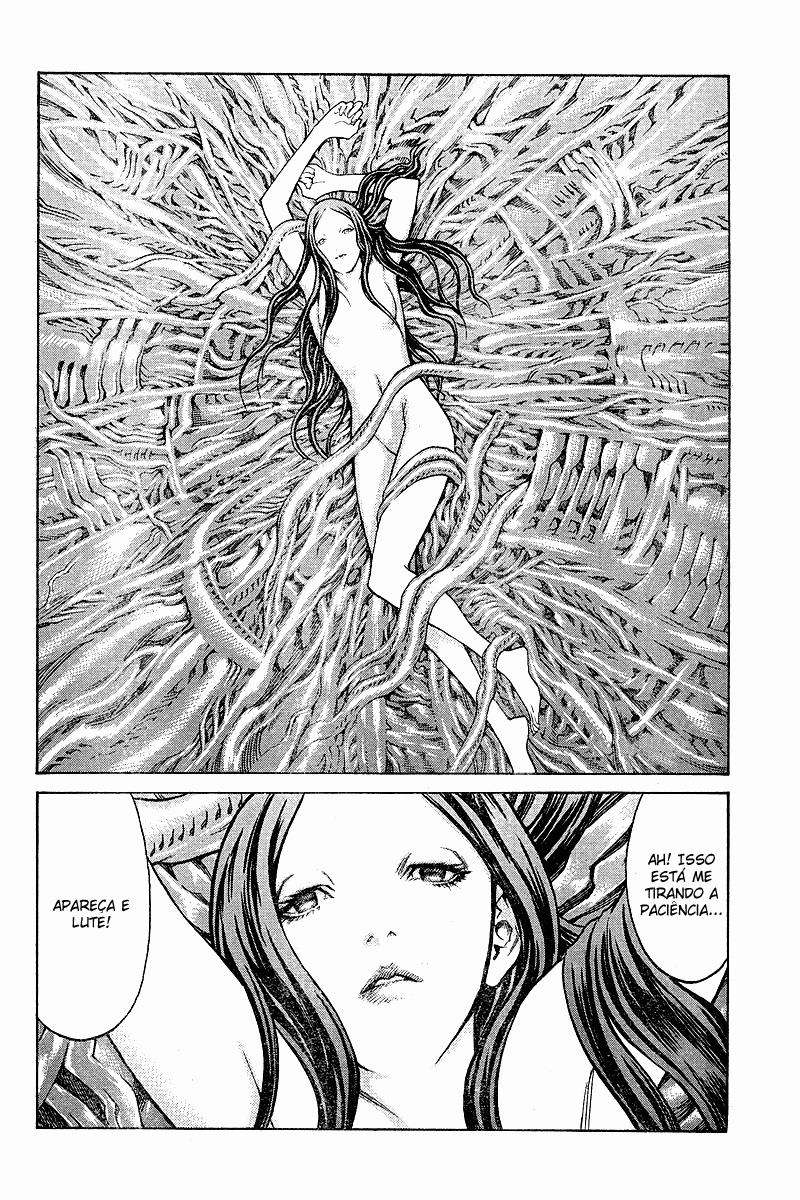 AH! ISSO
ESTÁ ME
TIRANDO A
PACIÊNCIA...
APAREÇA E
LUTE!